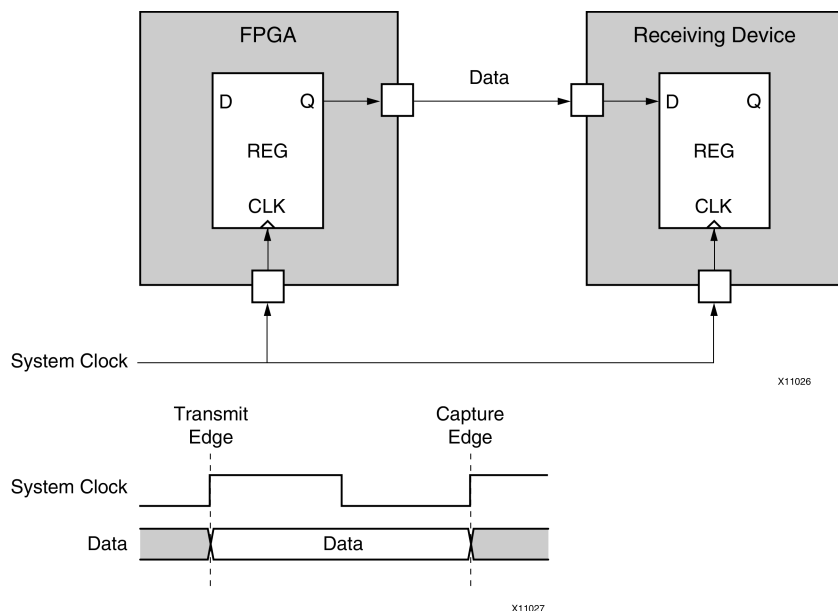 FPGA
Receiving Device
Data
D Q
REG
CLK
D Q
REG
CLK
System Clock
X11026
Transmit
Edge
Capture
Edge
System Clock
Data
Data
X11027